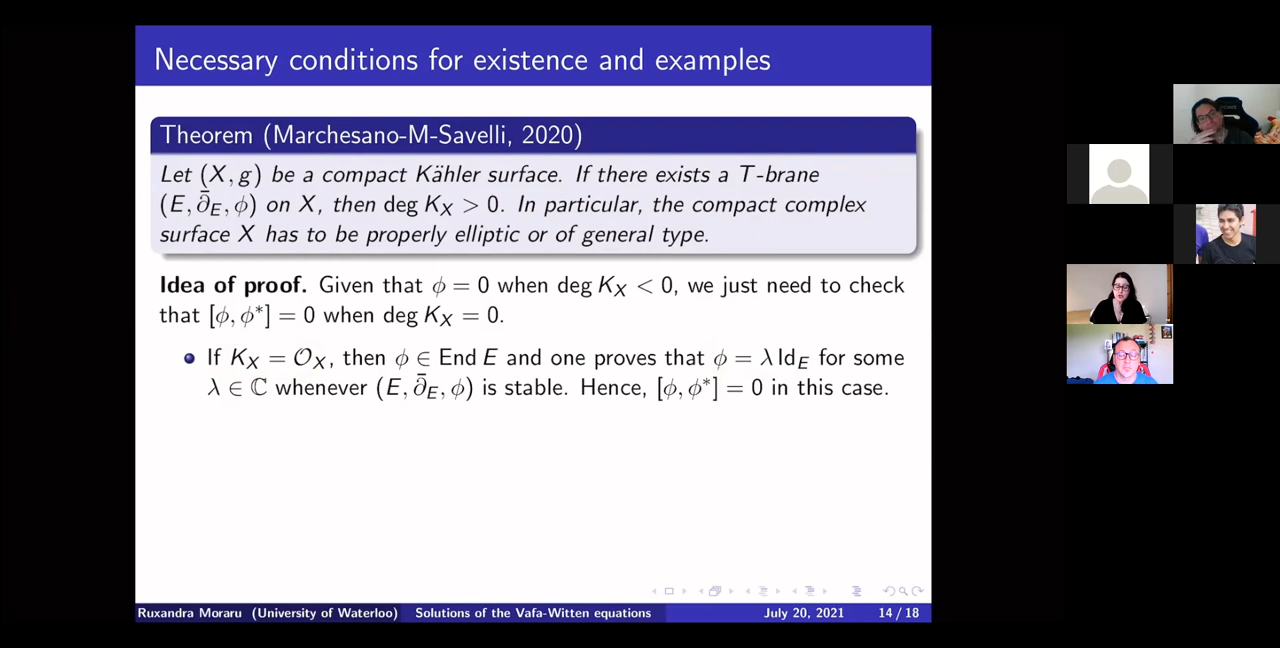 Necessary conditions for existence and examples
Theorem (Marchesano-M-Savelli, 2020)
Let (X, g) be a compact Kähler surface. If there exists a T-brane
(E, ∂̄_E, ϕ) on X, then deg K_X > 0. In particular, the compact complex
surface X has to be properly elliptic or of general type.
Idea of proof. Given that ϕ = 0 when deg K_X < 0, we just need to check
that [ϕ, ϕ*] = 0 when deg K_X = 0.
If K_X = 𝒪_X, then ϕ ∈ End E and one proves that ϕ = λ Id_E for some
λ ∈ ℂ whenever (E, ∂̄_E, ϕ) is stable. Hence, [ϕ, ϕ*] = 0 in this case.
Ruxandra Moraru (University of Waterloo) Solutions of the Vafa-Witten equations July 20, 2021 14 / 18